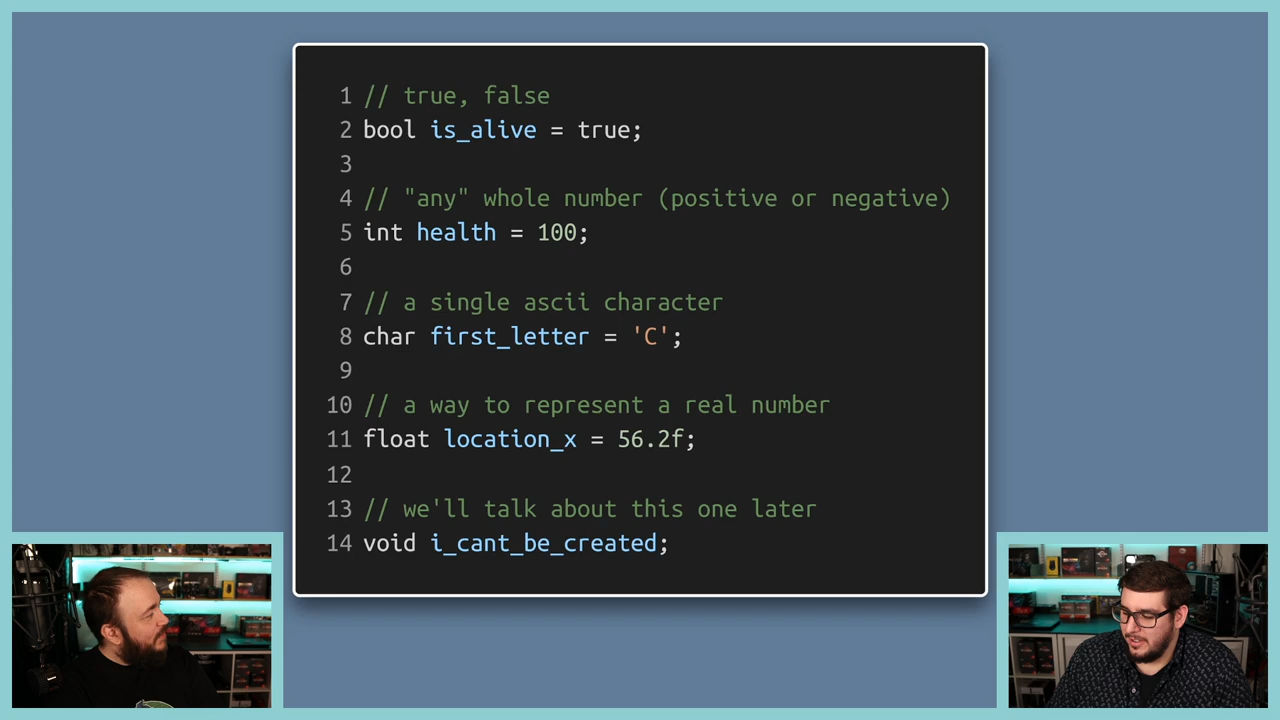 1 // true, false
2 bool is_alive = true;
3
4 // "any" whole number (positive or negative)
5 int health = 100;
6
7 // a single ascii character
8 char first_letter = 'C';
9
10 // a way to represent a real number
11 float location_x = 56.2f;
12
13 // we'll talk about this one later
14 void i_cant_be_created;